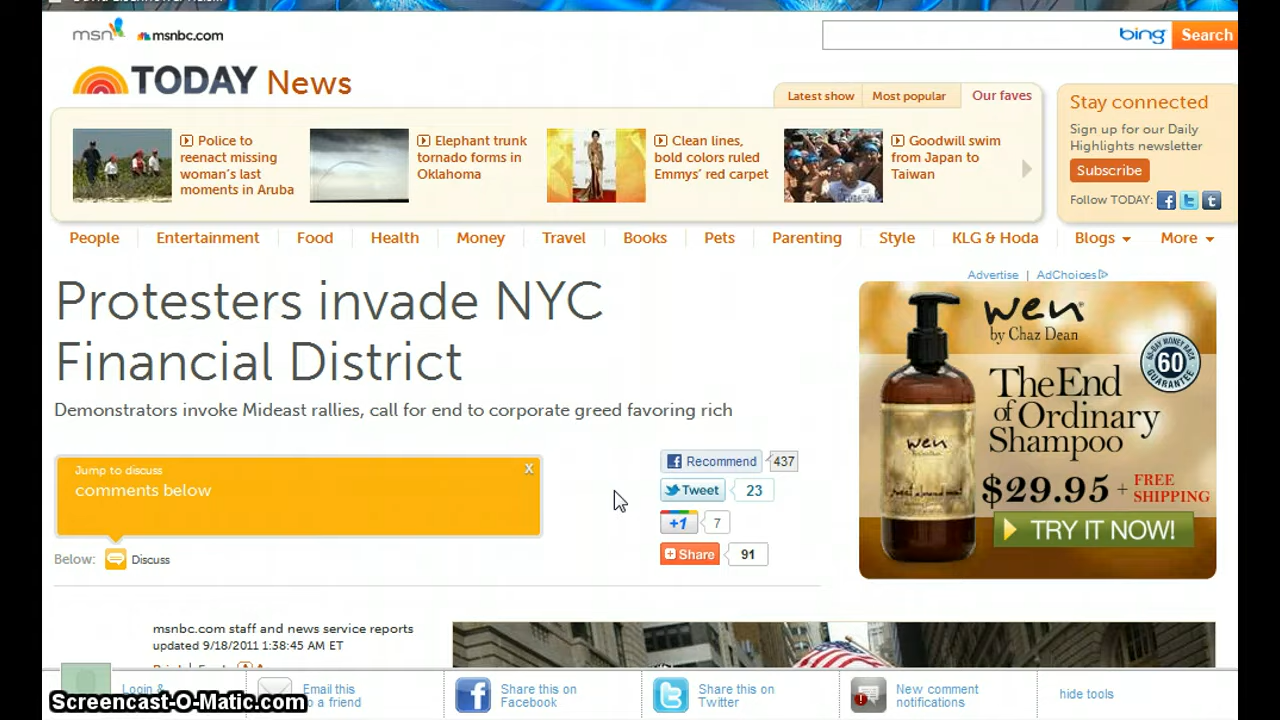 msn msnbc.com
bing Search
TODAY News
Latest show Most popular Our faves
Police to
reenact missing
woman's last
moments in Aruba
Elephant trunk
tornado forms in
Oklahoma
Clean lines,
bold colors ruled
Emmys' red carpet
Goodwill swim
from Japan to
Taiwan
Stay connected
Sign up for our Daily
Highlights newsletter
Subscribe
Follow TODAY:
People Entertainment Food Health Money Travel Books Pets Parenting Style KLG & Hoda Blogs More
Protesters invade NYC
Financial District
Demonstrators invoke Mideast rallies, call for end to corporate greed favoring rich
Advertise | AdChoices
wen
by Chaz Dean
60
The End
of Ordinary
Shampoo
$29.95 + FREE
SHIPPING
TRY IT NOW!
wen
Jump to discuss X
comments below
Below: Discuss
Recommend 437
Tweet 23
+1 7
Share 91
msnbc.com staff and news service reports
updated 9/18/2011 1:38:45 AM ET
Login &
Email this
to a friend
Share this on
Facebook
Share this on
Twitter
New comment
notifications
hide tools
Screencast-O-Matic.com